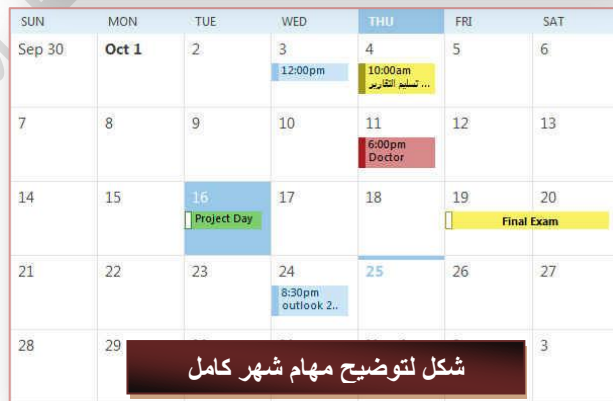 SUN MON TUE WED THU FRI SAT
Sep 30 Oct 1 2 3 4 5 6
12:00pm 10:00am
تسليم التقارير ...
7 8 9 10 11 12 13
6:00pm
Doctor
14 15 16 17 18 19 20
Project Day Final Exam
21 22 23 24 25 26 27
8:30pm
outlook 2..
28 29 3
شكل لتوضيح مهام شهر كامل